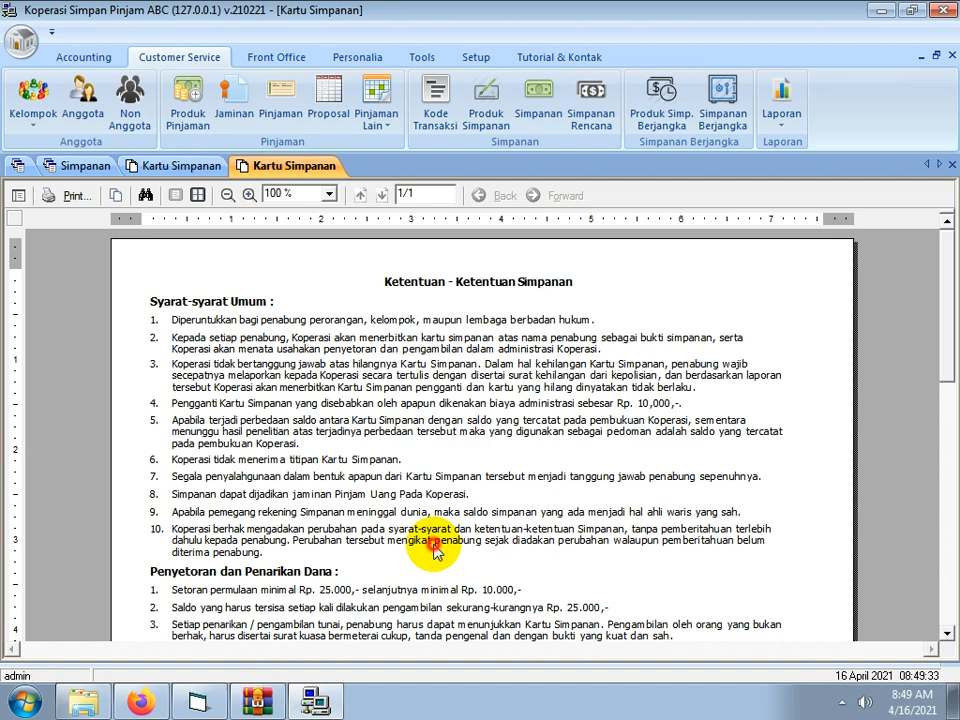 Koperasi Simpan Pinjam ABC (127.0.0.1) v.210221 - [Kartu Simpanan]
Accounting
Customer Service
Front Office
Personalia
Tools
Setup
Tutorial & Kontak
Kelompok
Anggota
Non Anggota
Produk Pinjaman
Jaminan
Pinjaman
Proposal
Pinjaman Lain
Kode Transaksi
Produk Simpanan
Simpanan
Simpanan Rencana
Produk Simp. Berjangka
Simpanan Berjangka
Laporan
Anggota
Pinjaman
Simpanan
Simpanan Berjangka
Laporan
Simpanan
Kartu Simpanan
Kartu Simpanan
Print...
100 %
1/1
Back
Forward
1 2 3 4 5 6 7
Ketentuan - Ketentuan Simpanan
Syarat-syarat Umum :
1. Diperuntukkan bagi penabung perorangan, kelompok, maupun lembaga berbadan hukum.
2. Kepada setiap penabung, Koperasi akan menerbitkan kartu simpanan atas nama penabung sebagai bukti simpanan, serta
Koperasi akan menata usahakan penyetoran dan pengambilan dalam administrasi Koperasi.
3. Koperasi tidak bertanggung jawab atas hilangnya Kartu Simpanan. Dalam hal kehilangan Kartu Simpanan, penabung wajib
secepatnya melaporkan kepada Koperasi secara tertulis dengan disertai surat kehilangan dari kepolisian, dan berdasarkan laporan
tersebut Koperasi akan menerbitkan Kartu Simpanan pengganti dan kartu yang hilang dinyatakan tidak berlaku.
4. Pengganti Kartu Simpanan yang disebabkan oleh apapun dikenakan biaya administrasi sebesar Rp. 10,000,-.
5. Apabila terjadi perbedaan saldo antara Kartu Simpanan dengan saldo yang tercatat pada pembukuan Koperasi, sementara
menunggu hasil penelitian atas terjadinya perbedaan tersebut maka yang digunakan sebagai pedoman adalah saldo yang tercatat
pada pembukuan Koperasi.
6. Koperasi tidak menerima titipan Kartu Simpanan.
7. Segala penyalahgunaan dalam bentuk apapun dari Kartu Simpanan tersebut menjadi tanggung jawab penabung sepenuhnya.
8. Simpanan dapat dijadikan jaminan Pinjam Uang Pada Koperasi.
9. Apabila pemegang rekening Simpanan meninggal dunia, maka saldo simpanan yang ada menjadi hal ahli waris yang sah.
10. Koperasi berhak mengadakan perubahan pada syarat-syarat dan ketentuan-ketentuan Simpanan, tanpa pemberitahuan terlebih
dahulu kepada penabung. Perubahan tersebut mengikat penabung sejak diadakan perubahan walaupun pemberitahuan belum
diterima penabung.
Penyetoran dan Penarikan Dana :
1. Setoran permulaan minimal Rp. 25.000,- selanjutnya minimal Rp. 10.000,-
2. Saldo yang harus tersisa setiap kali dilakukan pengambilan sekurang-kurangnya Rp. 25.000,-
3. Setiap penarikan / pengambilan tunai, penabung harus dapat menunjukkan Kartu Simpanan. Pengambilan oleh orang yang bukan
berhak, harus disertai surat kuasa bermeterai cukup, tanda pengenal dan dengan bukti yang kuat dan sah.
1
2
3
4
admin
16 April 2021 08:49:33
8:49 AM
4/16/2021